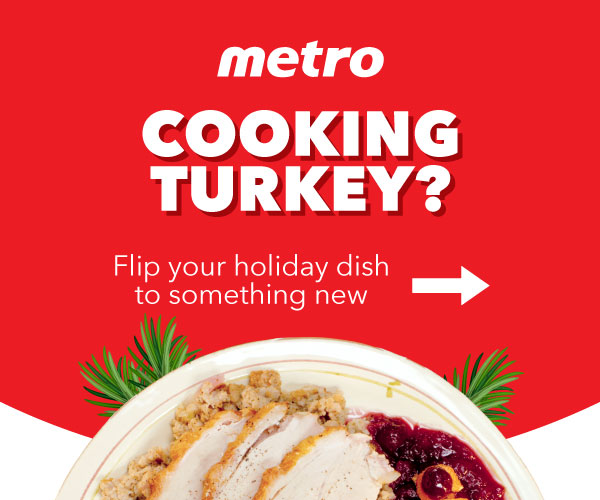 metro
COOKING
TURKEY?
Flip your holiday dish
to something new